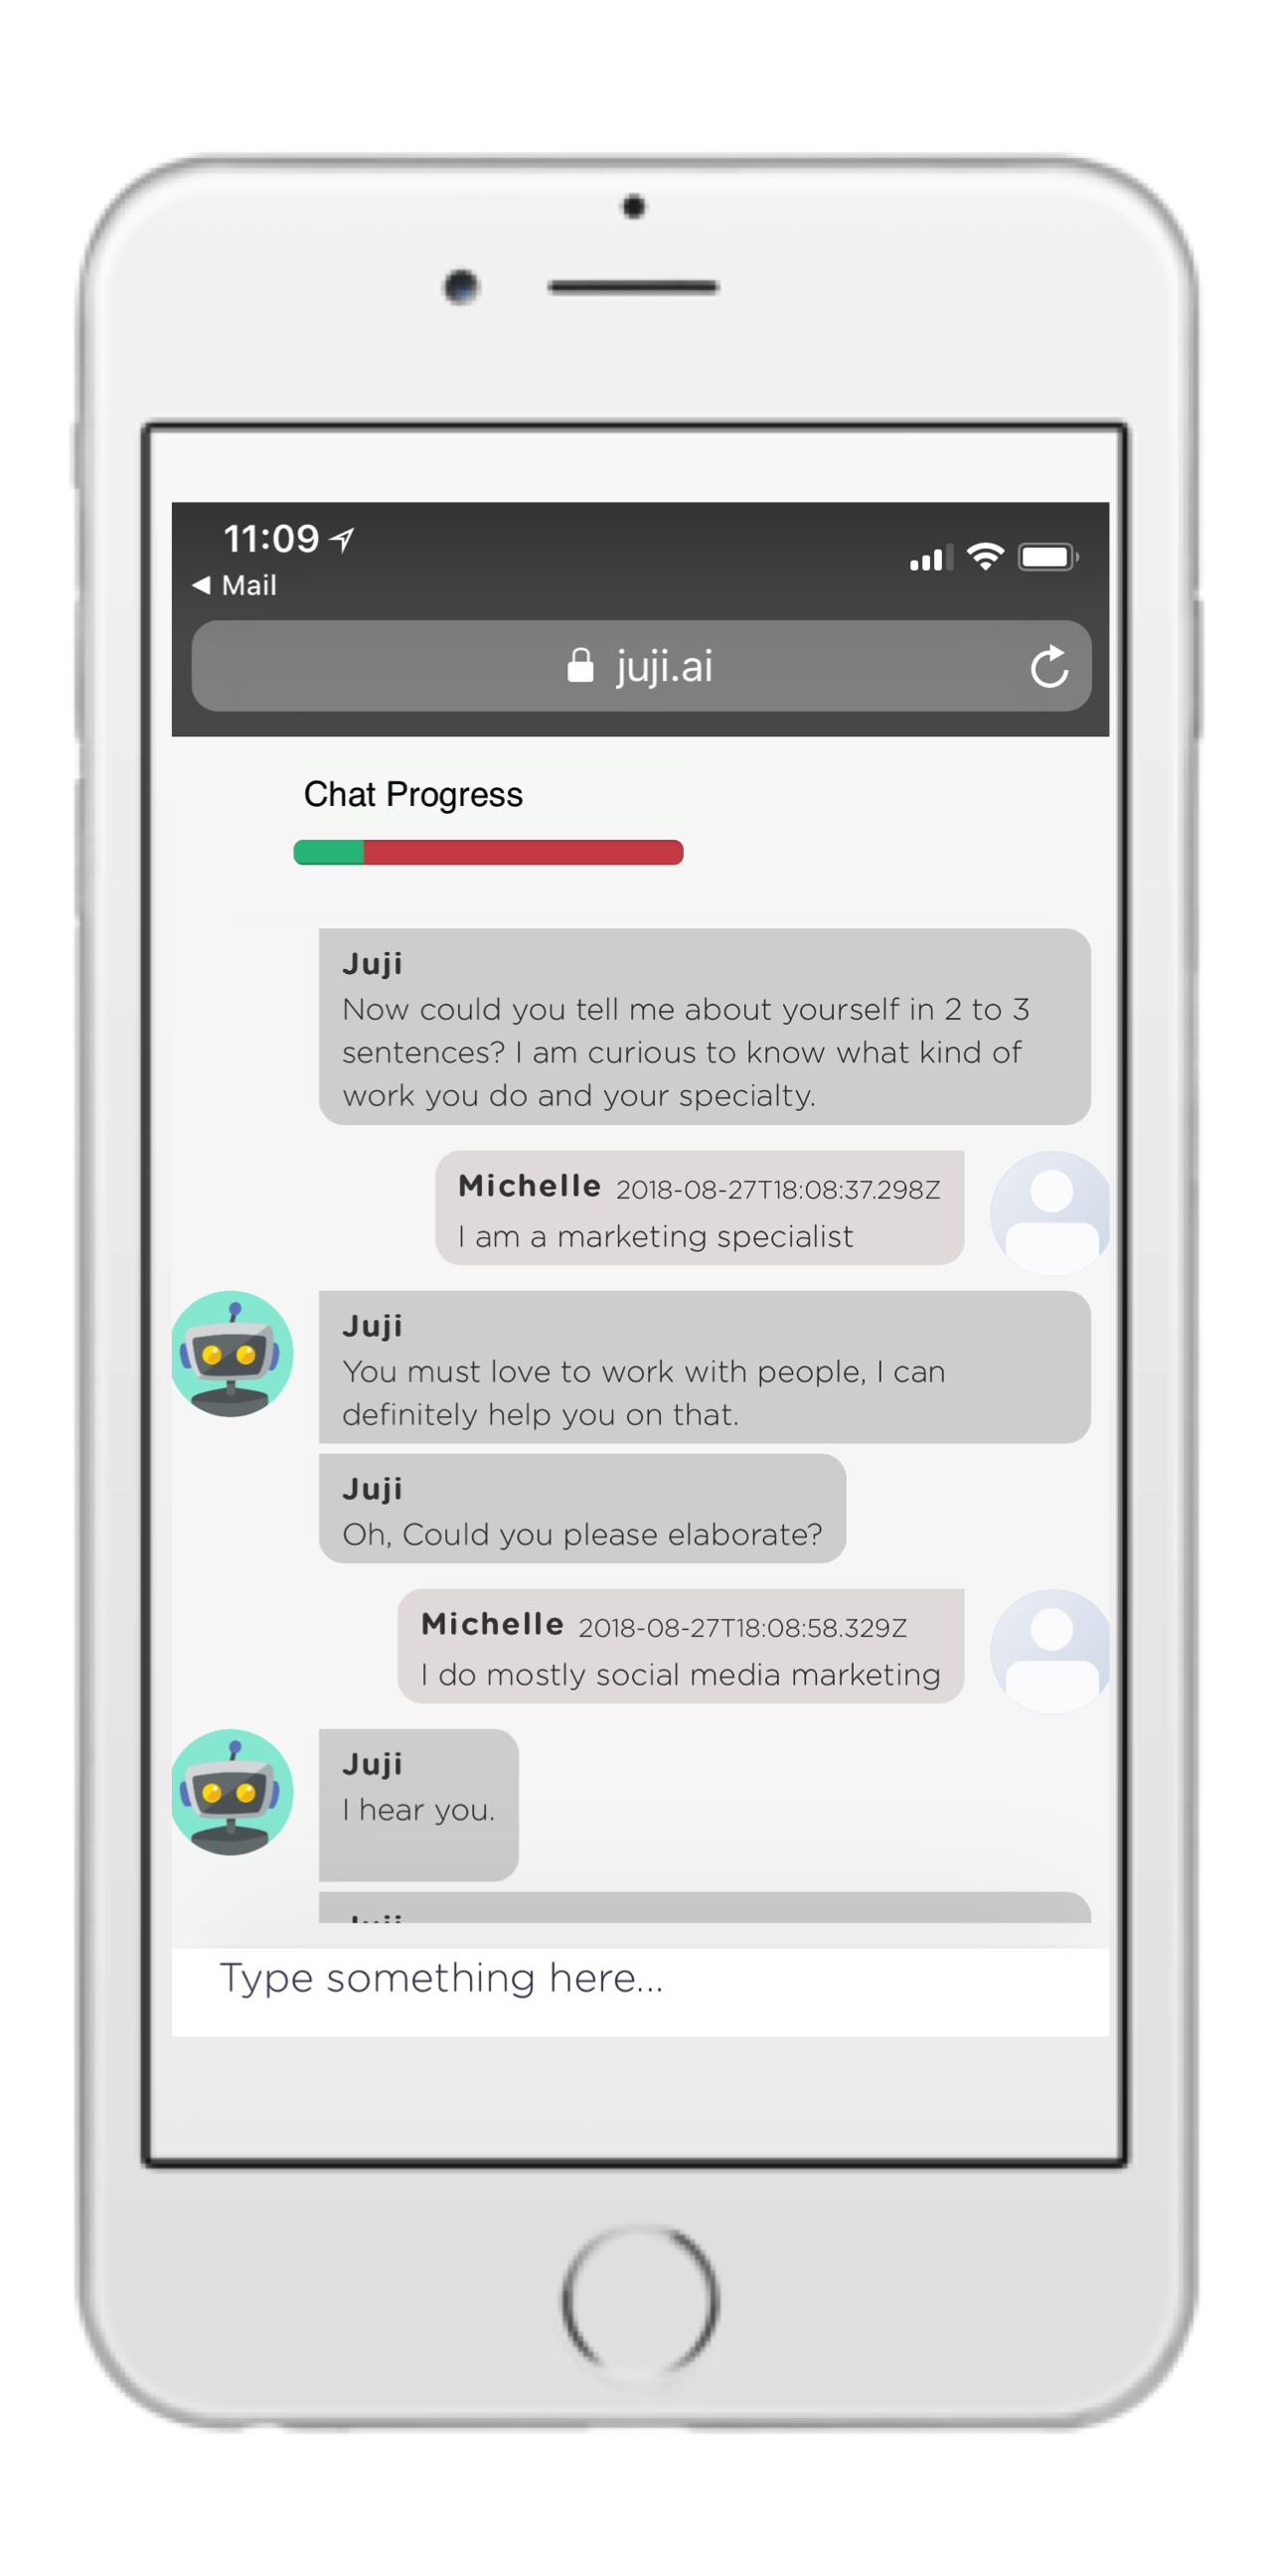 11:09
Mail
juji.ai
Chat Progress
Juji
Now could you tell me about yourself in 2 to 3
sentences? I am curious to know what kind of
work you do and your specialty.
Michelle 2018-08-27T18:08:37.298Z
I am a marketing specialist
Juji
You must love to work with people, I can
definitely help you on that.
Juji
Oh, Could you please elaborate?
Michelle 2018-08-27T18:08:58.329Z
I do mostly social media marketing
Juji
I hear you.
Type something here...